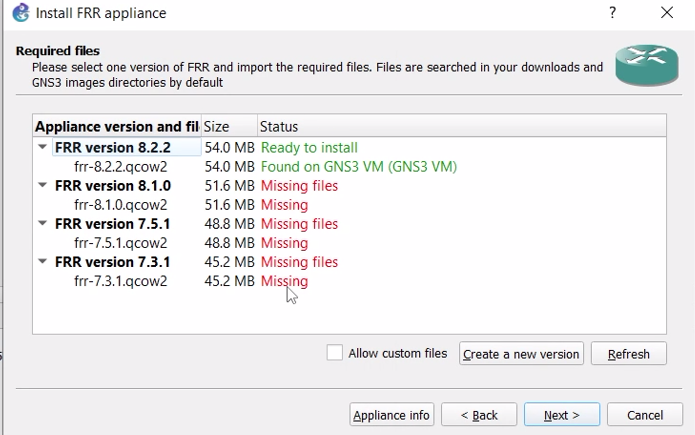 Install FRR appliance
Required files
Please select one version of FRR and import the required files. Files are searched in your downloads and
GNS3 images directories by default
Appliance version and fil Size Status
FRR version 8.2.2 54.0 MB Ready to install
frr-8.2.2.qcow2 54.0 MB Found on GNS3 VM (GNS3 VM)
FRR version 8.1.0 51.6 MB Missing files
frr-8.1.0.qcow2 51.6 MB Missing
FRR version 7.5.1 48.8 MB Missing files
frr-7.5.1.qcow2 48.8 MB Missing
FRR version 7.3.1 45.2 MB Missing files
frr-7.3.1.qcow2 45.2 MB Missing
Allow custom files Create a new version Refresh
Appliance info < Back Next > Cancel